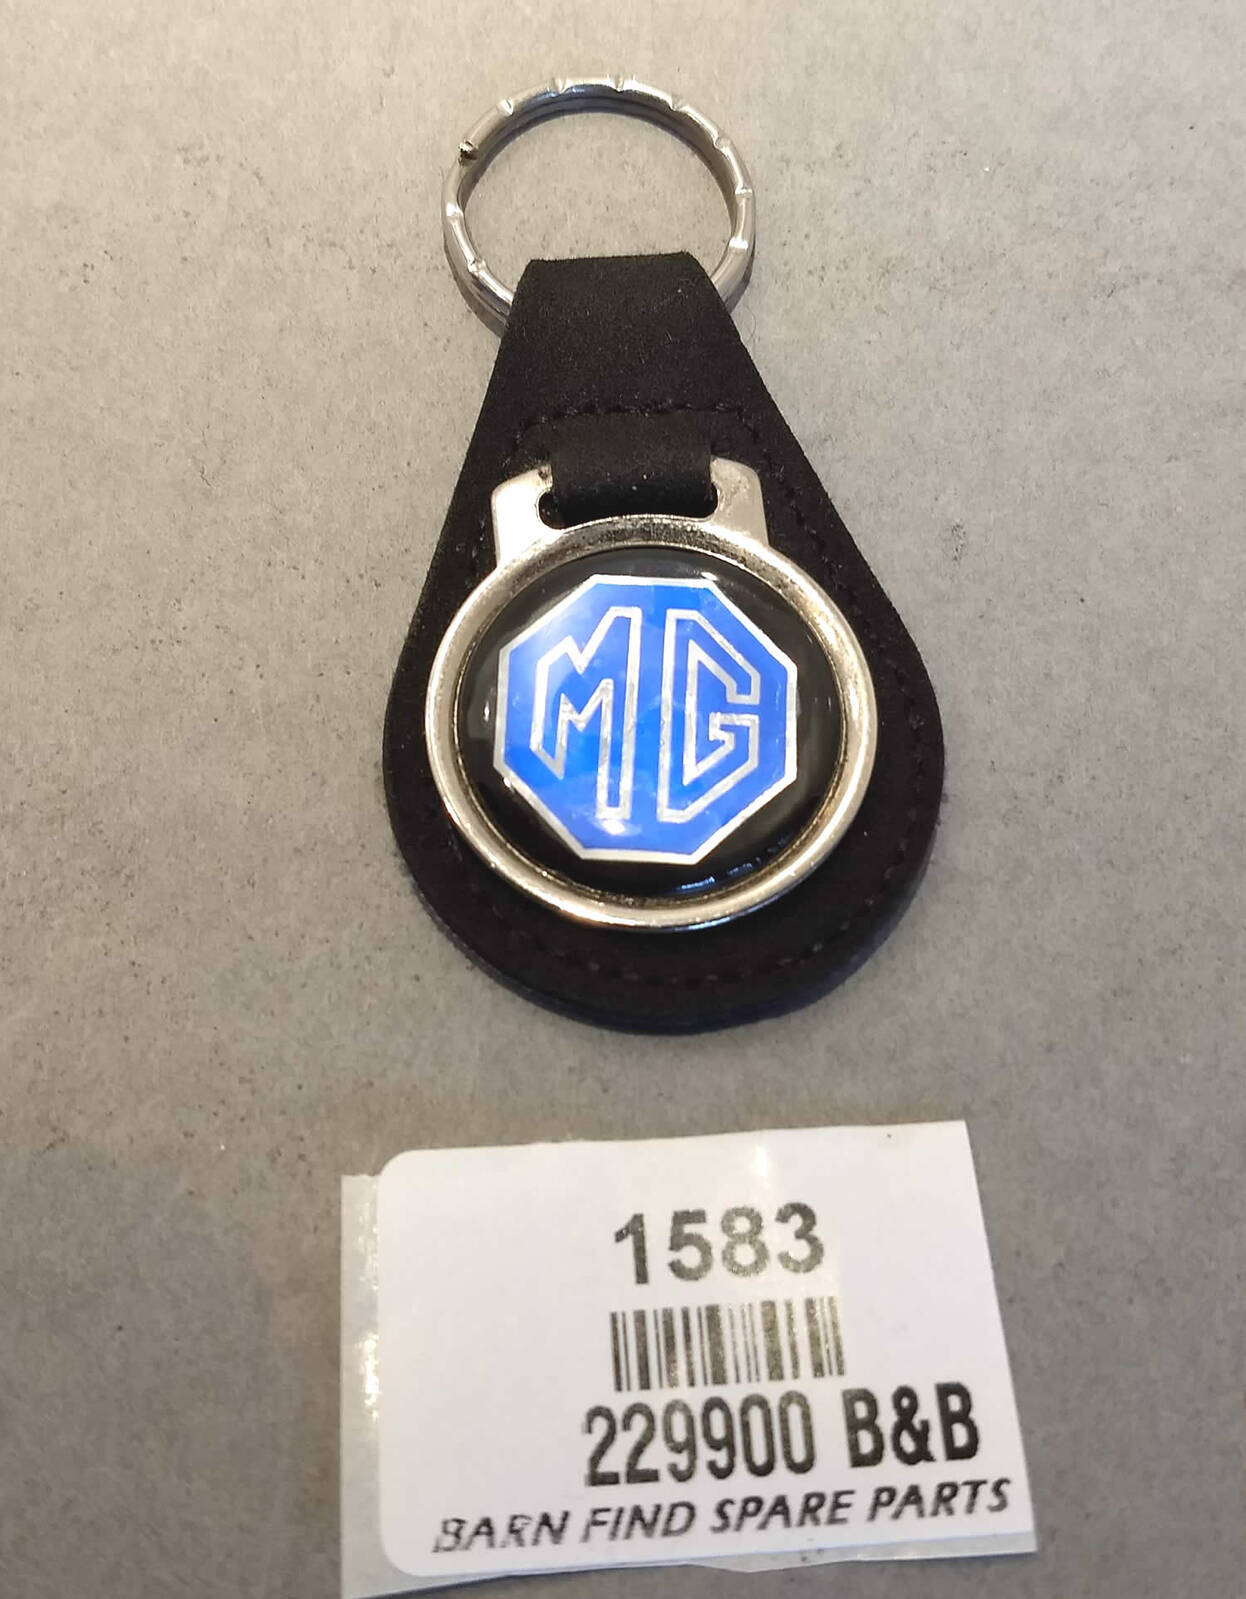 MG
1583
229900 B&B
BARN FIND SPARE PARTS